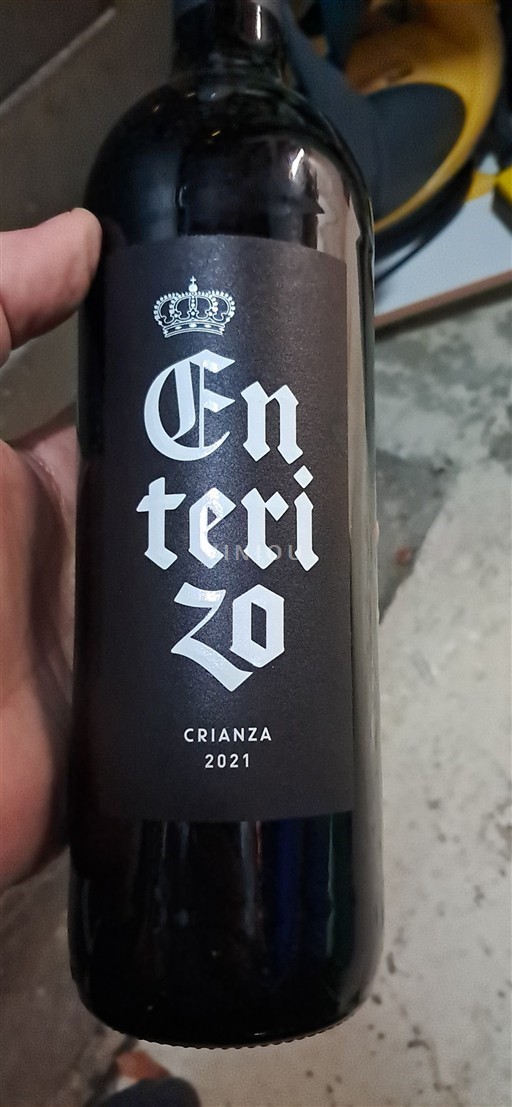 En
teri
zo
CRIANZA
2021